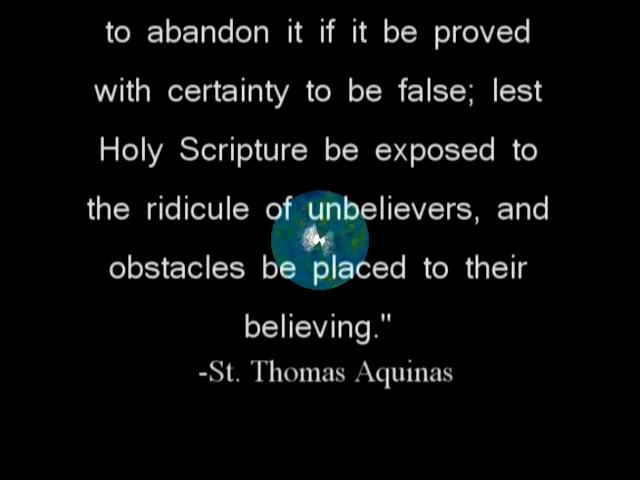 to abandon it if it be proved
with certainty to be false; lest
Holy Scripture be exposed to
the ridicule of unbelievers, and
obstacles be placed to their
believing."
-St. Thomas Aquinas